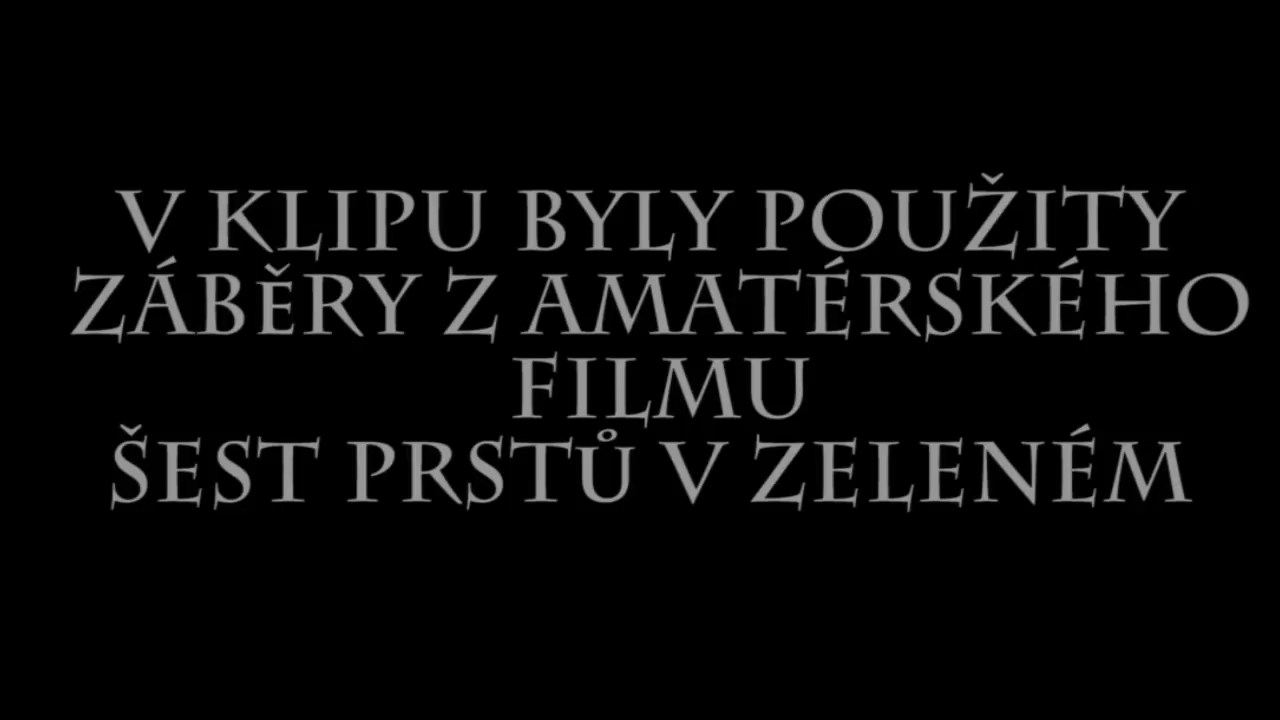 V KLIPU BYLY POUŽITY
ZÁBĚRY Z AMATÉRSKÉHO
FILMU
ŠEST PRSTŮ V ZELENÉM